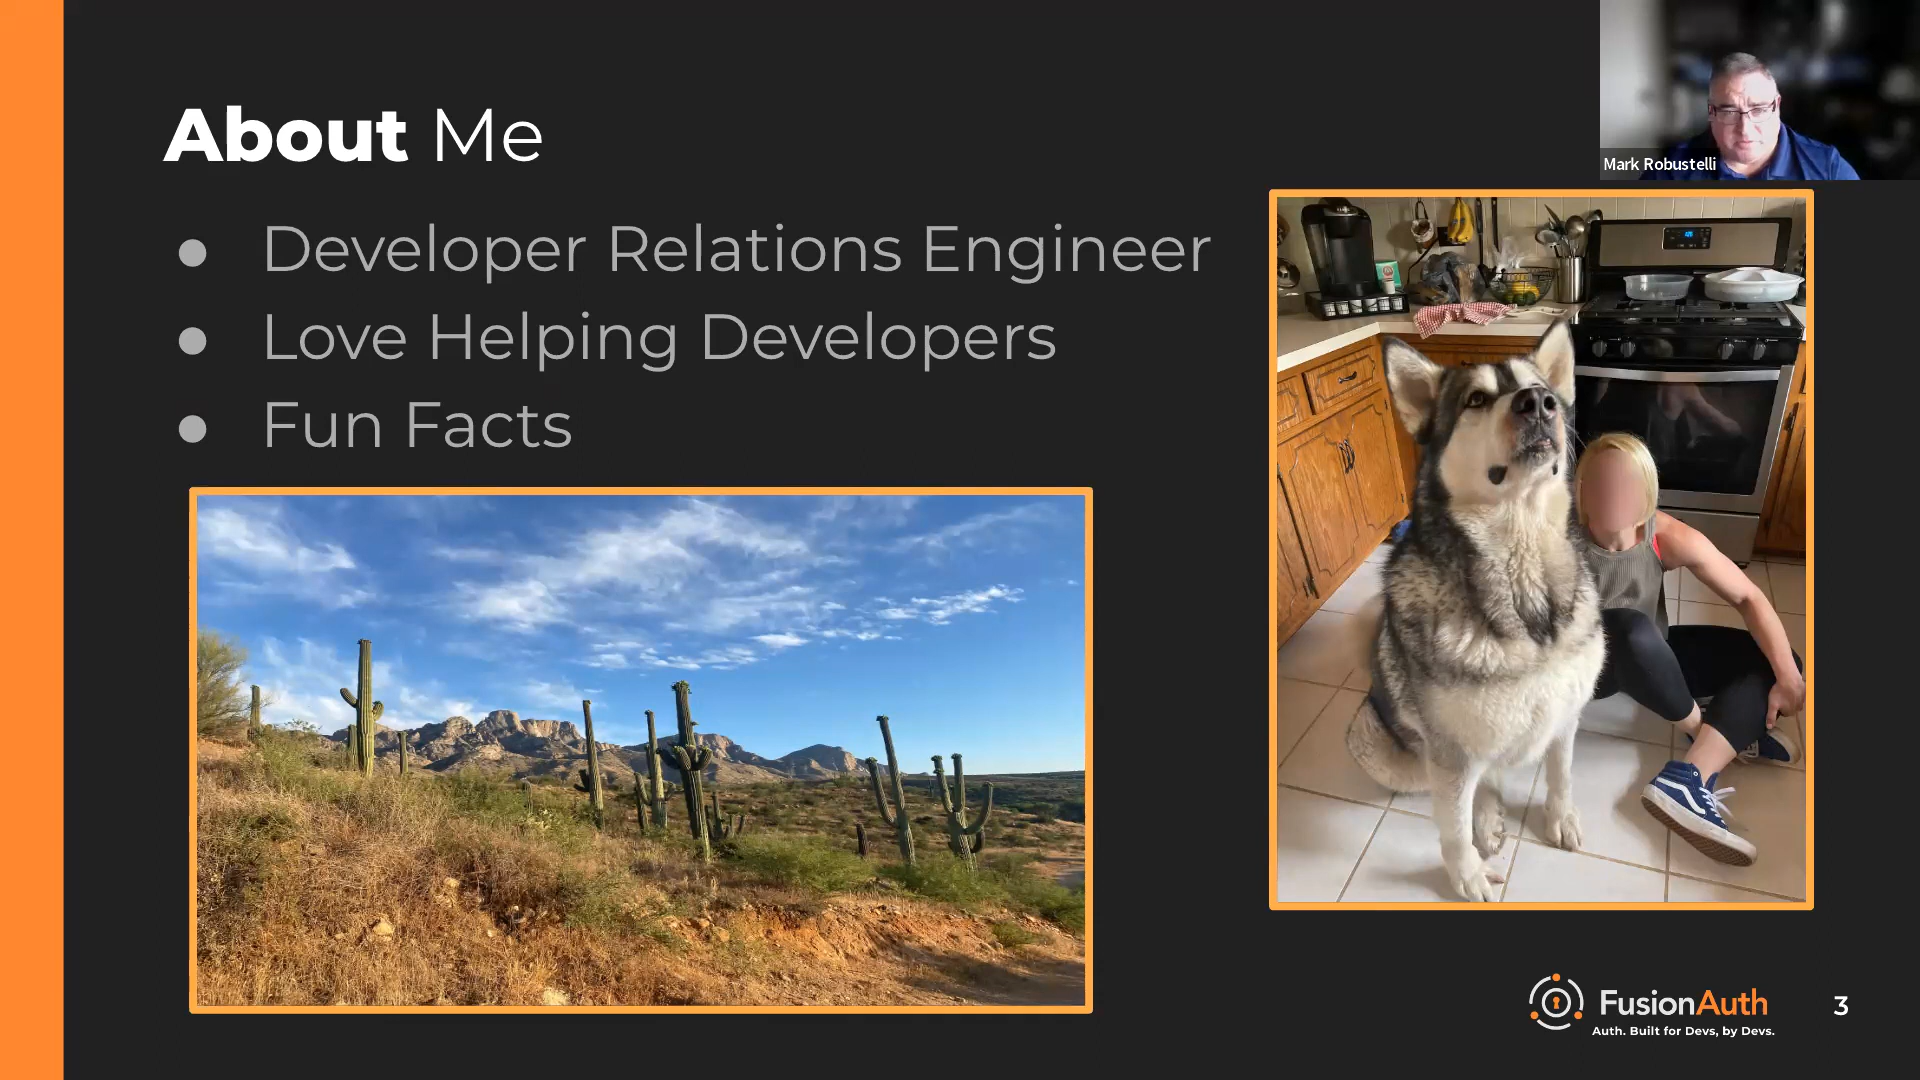 About Me
Mark Robustelli
● Developer Relations Engineer
● Love Helping Developers
● Fun Facts
FusionAuth
Auth. Built for Devs, by Devs.
3